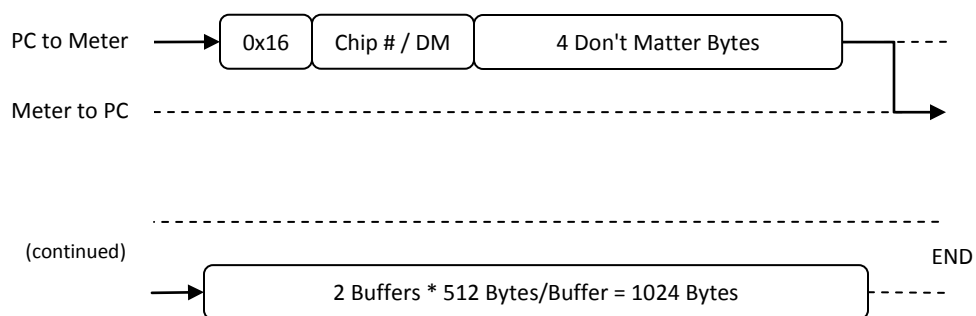 PC to Meter 0x16 Chip # / DM 4 Don't Matter Bytes
Meter to PC
(continued) END
2 Buffers * 512 Bytes/Buffer = 1024 Bytes